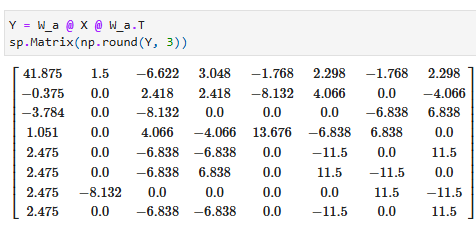 Y = W_a @ X @ W_a.T
sp.Matrix(np.round(Y, 3))
41.875 1.5 −6.622 3.048 −1.768 2.298 −1.768 2.298
−0.375 0.0 2.418 2.418 −8.132 4.066 0.0 −4.066
−3.784 0.0 −8.132 0.0 0.0 0.0 −6.838 6.838
1.051 0.0 4.066 −4.066 13.676 −6.838 6.838 0.0
2.475 0.0 −6.838 −6.838 0.0 −11.5 0.0 11.5
2.475 0.0 −6.838 6.838 0.0 11.5 −11.5 0.0
2.475 −8.132 0.0 0.0 0.0 0.0 11.5 −11.5
2.475 0.0 −6.838 −6.838 0.0 −11.5 0.0 11.5